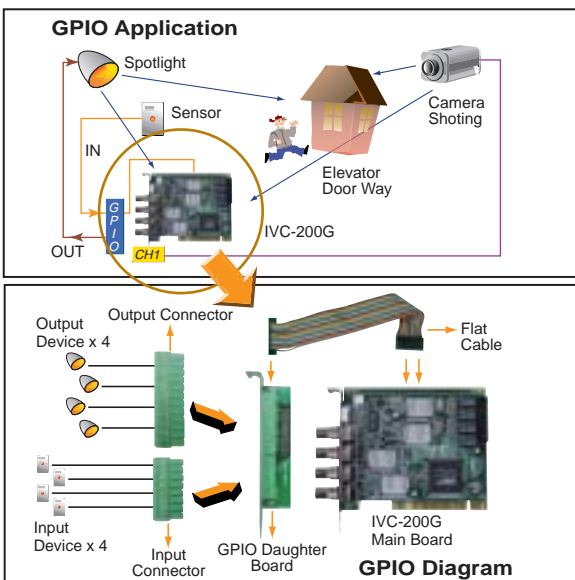 GPIO Application
Spotlight
Sensor
Camera
Shoting
IN
Elevator
Door Way
GPIO
IVC-200G
OUT
CH1
Output
Device x 4
Output Connector
Flat
Cable
Input
Device x 4
Input
Connector
GPIO Daughter
Board
IVC-200G
Main Board
GPIO Diagram